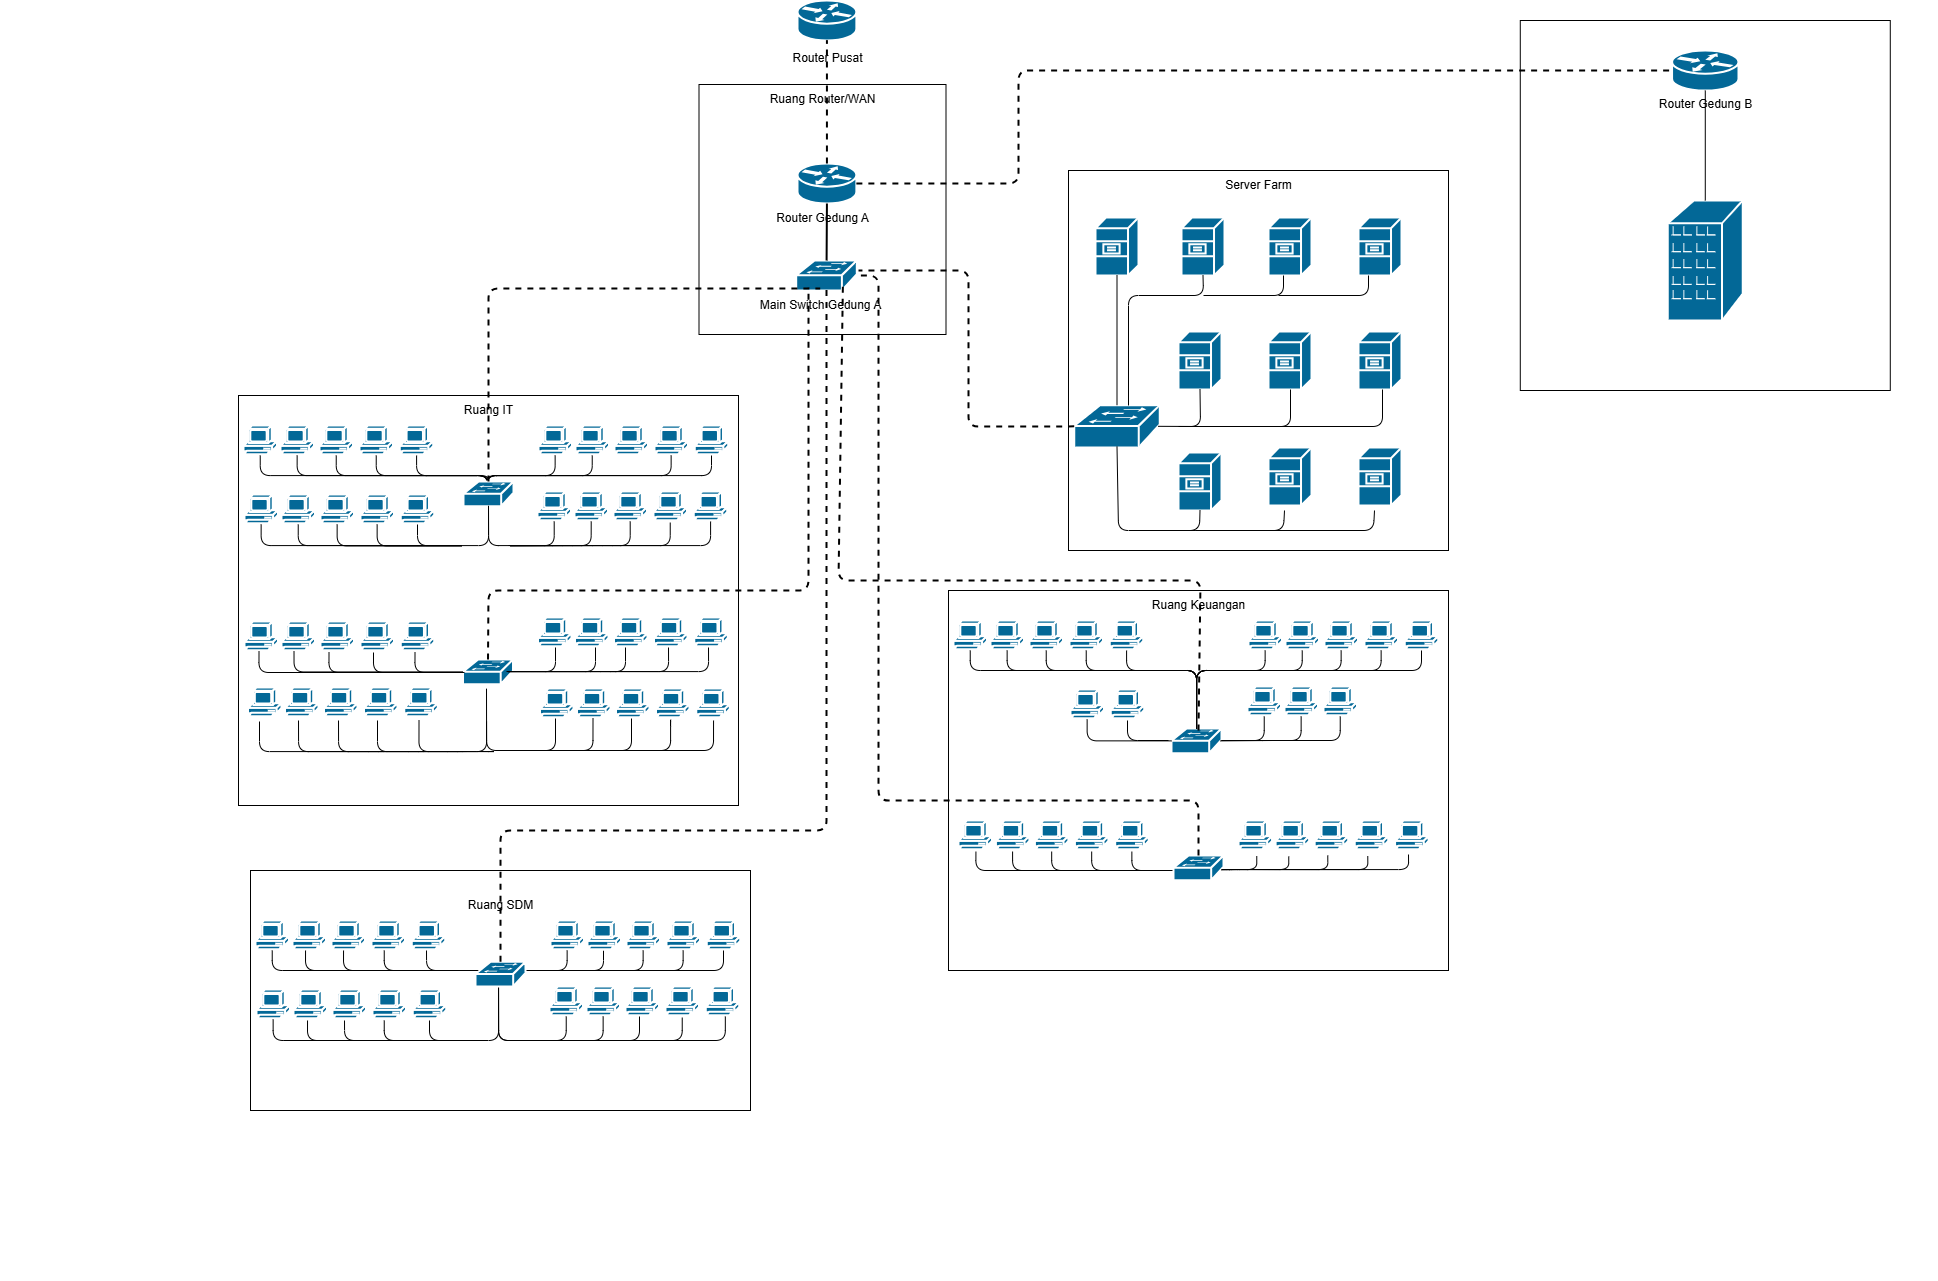 Router Pusat
Ruang Router/WAN
Router Gedung B
Server Farm
Router Gedung A
Main Switch Gedung A
Ruang IT
Ruang Keuangan
Ruang SDM